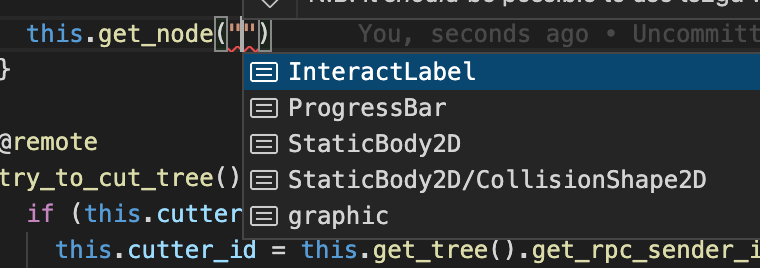 this.get_node("") You, seconds ago • Uncommitt
}
InteractLabel
ProgressBar
StaticBody2D
StaticBody2D/CollisionShape2D
graphic
@remote
try_to_cut_tree()
if (this.cutter
this.cutter_id = this.get_tree().get_rpc_sender_i